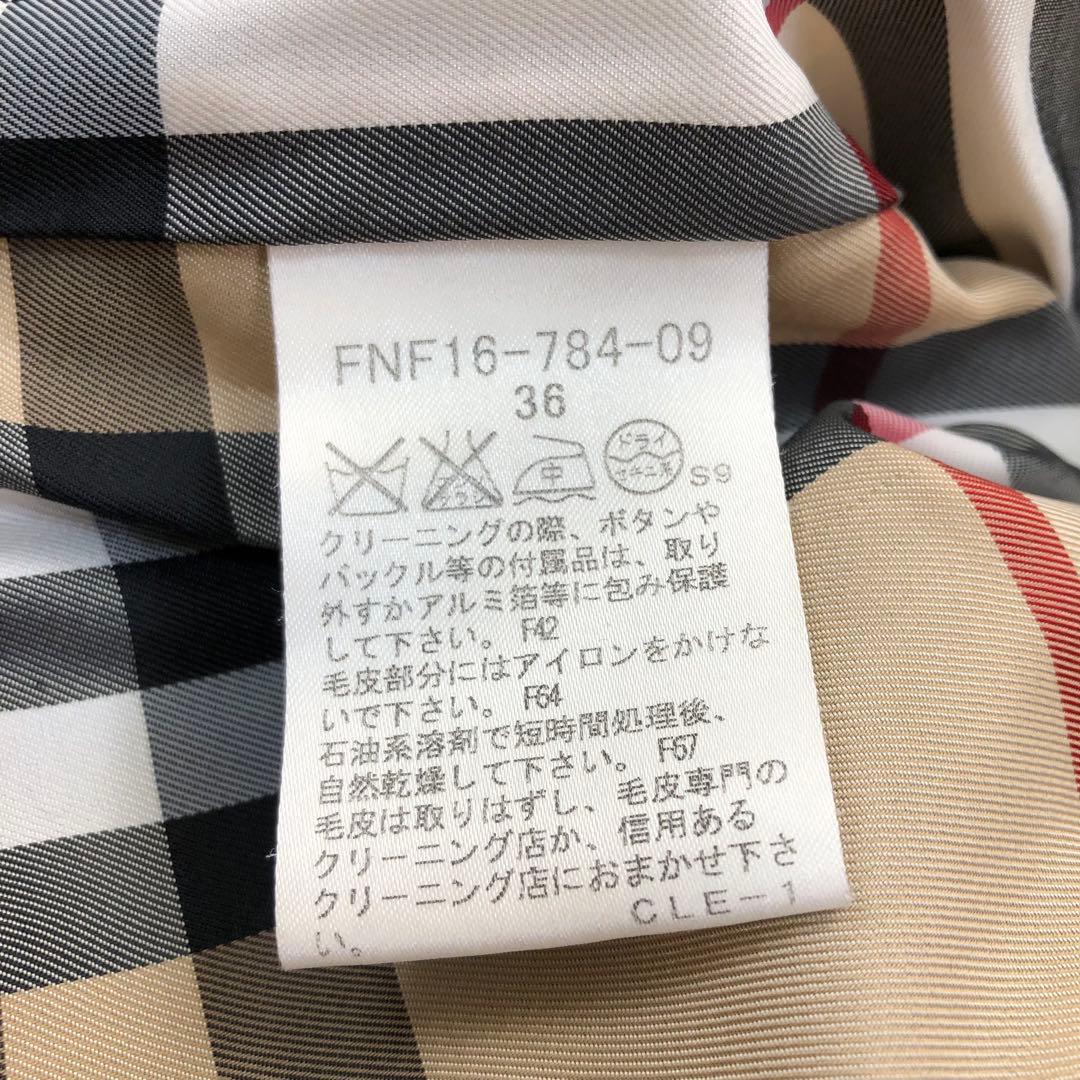 FNF16-784-09
36
エンソ
中
ドライ
セキユ系
S9
クリーニングの際、ボタンや
バックル等の付属品は、取り
外すかアルミ箔等に包み保護
して下さい。 F42
毛皮部分にはアイロンをかけな
いで下さい。 F64
石油系溶剤で短時間処理後、
自然乾燥して下さい。 F67
毛皮は取りはずし、毛皮専門の
クリーニング店か、信用ある
クリーニング店におまかせ下さ
い。 CLE-1